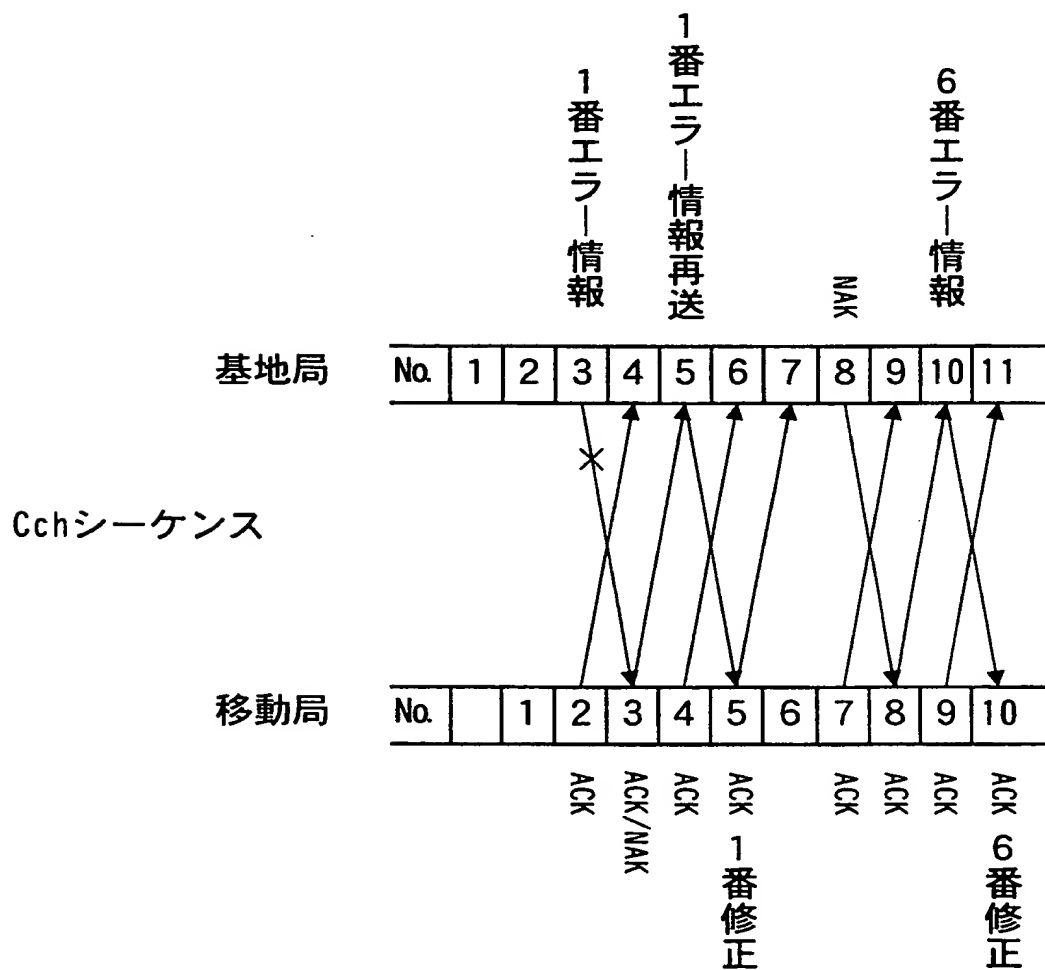 1番エラー情報
1番エラー情報再送
NAK
6番エラー情報
基地局 No. 1 2 3 4 5 6 7 8 9 10 11
Cchシーケンス
移動局 No. 1 2 3 4 5 6 7 8 9 10
ACK
ACK/NAK
ACK
ACK 1番修正
ACK
ACK
ACK
ACK 6番修正